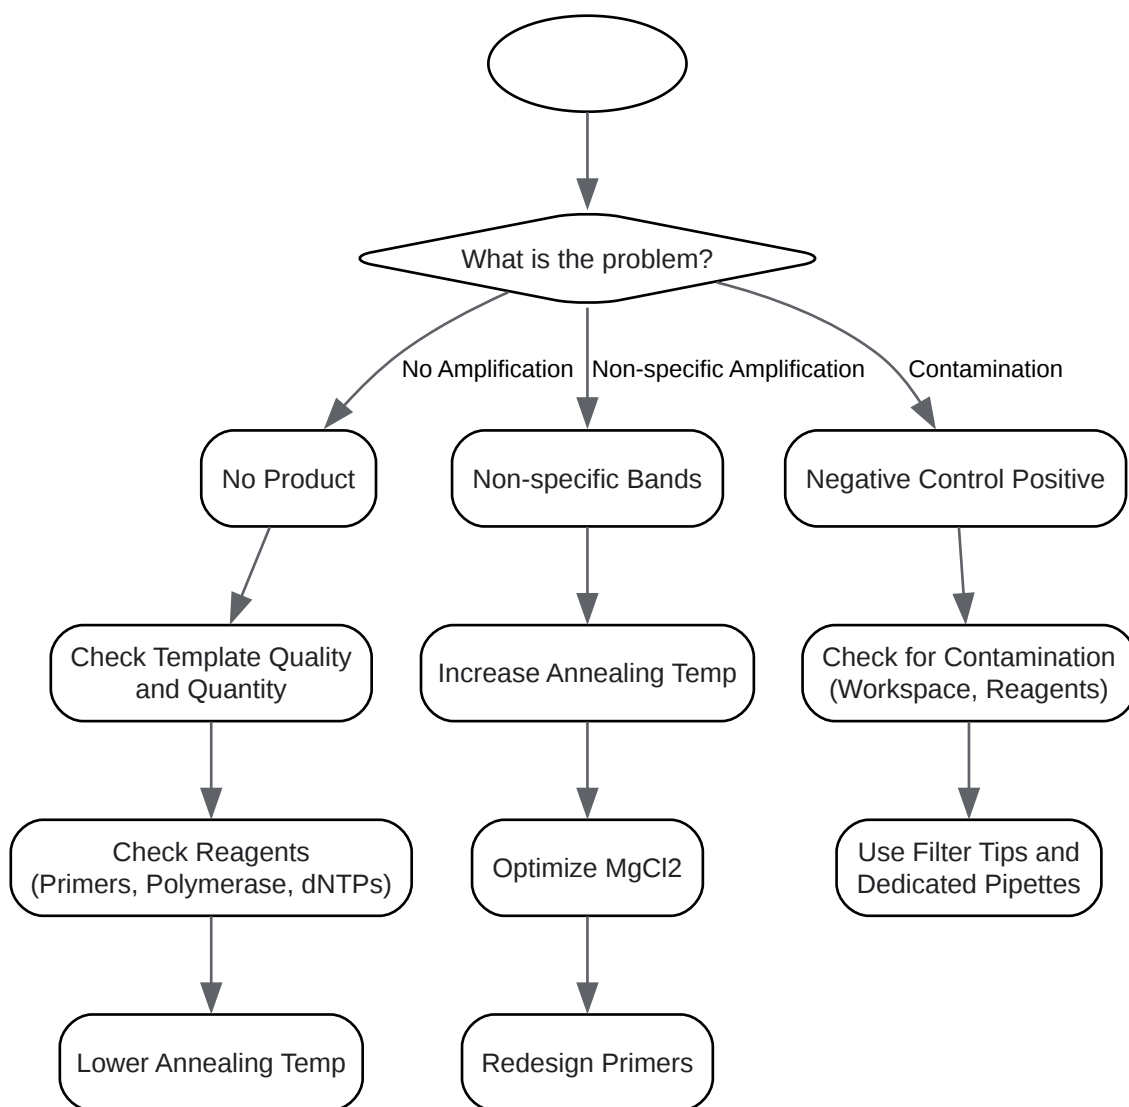 What is the problem?
No Amplification
Non-specific Amplification
Contamination
No Product
Non-specific Bands
Negative Control Positive
Check Template Quality
and Quantity
Increase Annealing Temp
Check for Contamination
(Workspace, Reagents)
Check Reagents
(Primers, Polymerase, dNTPs)
Optimize MgCl2
Use Filter Tips and
Dedicated Pipettes
Lower Annealing Temp
Redesign Primers